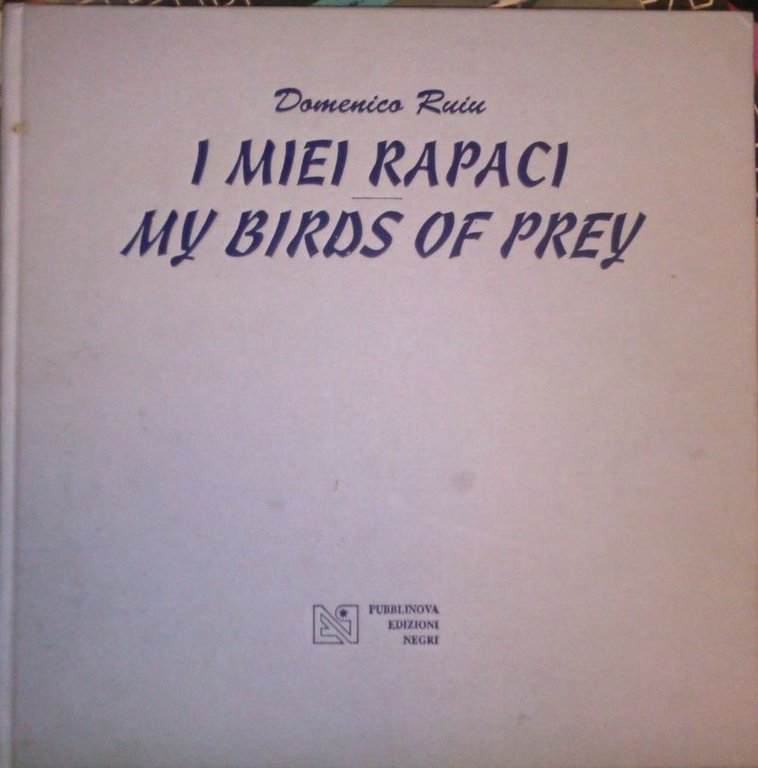 Domenico Ruiu
I MIEI RAPACI
MY BIRDS OF PREY
PUBBLINOVA
EDIZIONI
NEGRI